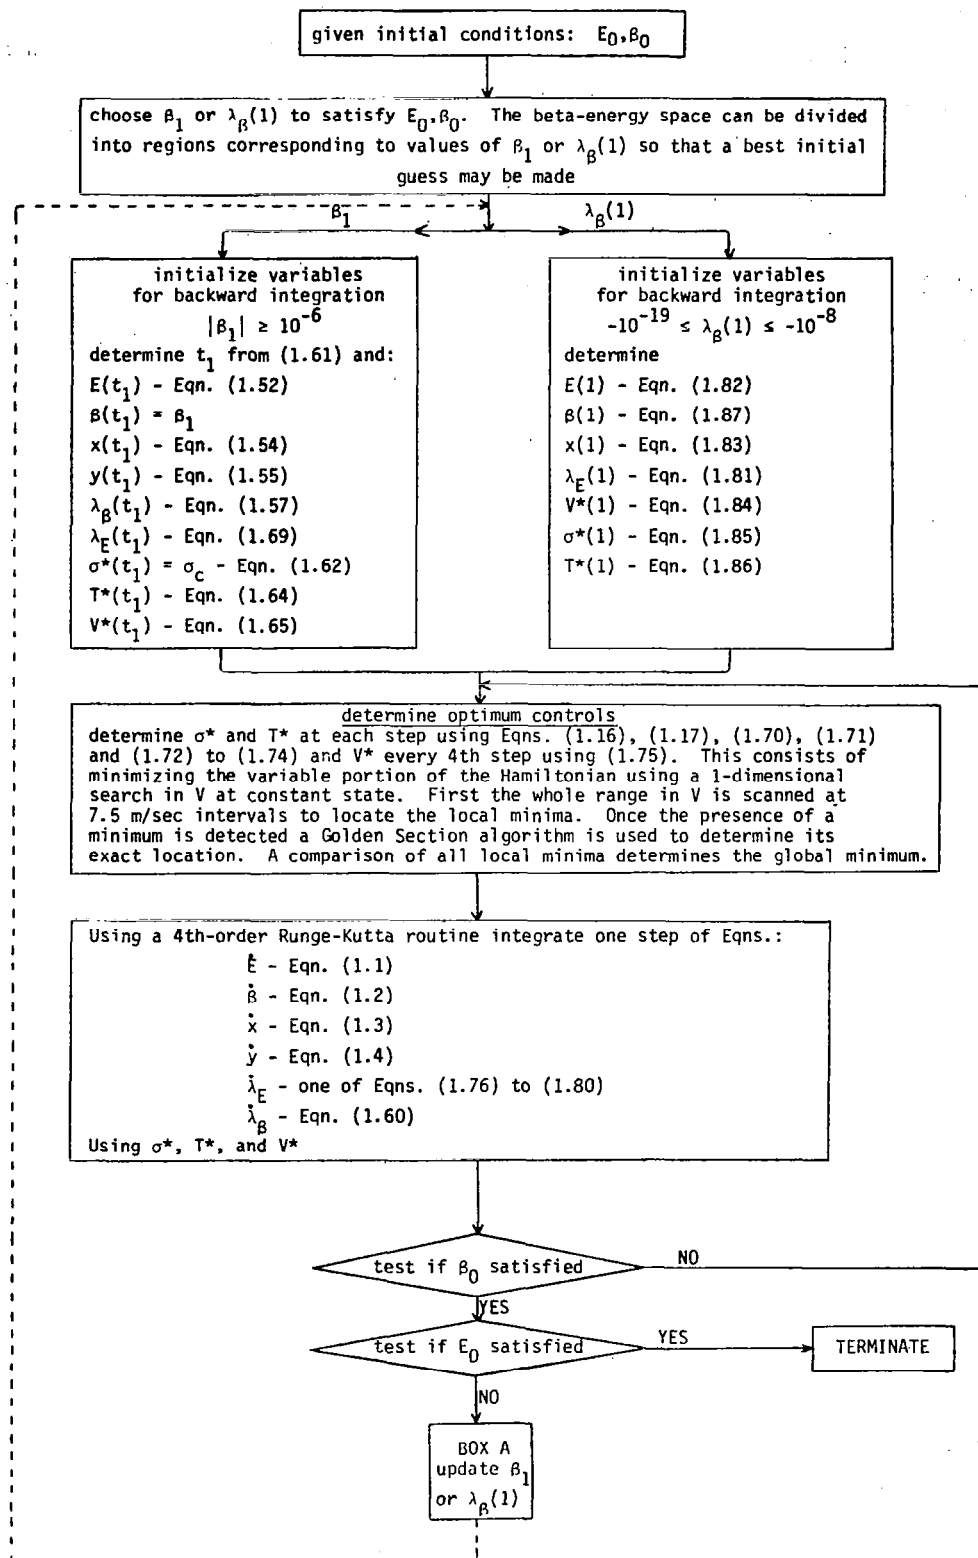 given initial conditions: E₀,β₀
choose β₁ or λᵦ(1) to satisfy E₀,β₀. The beta-energy space can be divided
into regions corresponding to values of β₁ or λᵦ(1) so that a best initial
guess may be made
β₁
λᵦ(1)
initialize variables
for backward integration
|β₁| ≥ 10⁻⁶
determine t₁ from (1.61) and:
E(t₁) - Eqn. (1.52)
β(t₁) = β₁
x(t₁) - Eqn. (1.54)
y(t₁) - Eqn. (1.55)
λᵦ(t₁) - Eqn. (1.57)
λ_E(t₁) - Eqn. (1.69)
σ*(t₁) = σ_c - Eqn. (1.62)
T*(t₁) - Eqn. (1.64)
V*(t₁) - Eqn. (1.65)
initialize variables
for backward integration
-10⁻¹⁹ ≤ λᵦ(1) ≤ -10⁻⁸
determine
E(1) - Eqn. (1.82)
β(1) - Eqn. (1.87)
x(1) - Eqn. (1.83)
λ_E(1) - Eqn. (1.81)
V*(1) - Eqn. (1.84)
σ*(1) - Eqn. (1.85)
T*(1) - Eqn. (1.86)
determine optimum controls
determine σ* and T* at each step using Eqns. (1.16), (1.17), (1.70), (1.71)
and (1.72) to (1.74) and V* every 4th step using (1.75). This consists of
minimizing the variable portion of the Hamiltonian using a 1-dimensional
search in V at constant state. First the whole range in V is scanned at
7.5 m/sec intervals to locate the local minima. Once the presence of a
minimum is detected a Golden Section algorithm is used to determine its
exact location. A comparison of all local minima determines the global minimum.
Using a 4th-order Runge-Kutta routine integrate one step of Eqns.:
Ė - Eqn. (1.1)
β̇ - Eqn. (1.2)
ẋ - Eqn. (1.3)
ẏ - Eqn. (1.4)
λ̇_E - one of Eqns. (1.76) to (1.80)
λ̇ᵦ - Eqn. (1.60)
Using σ*, T*, and V*
test if β₀ satisfied
NO
YES
test if E₀ satisfied
YES
TERMINATE
NO
BOX A
update β₁
or λᵦ(1)